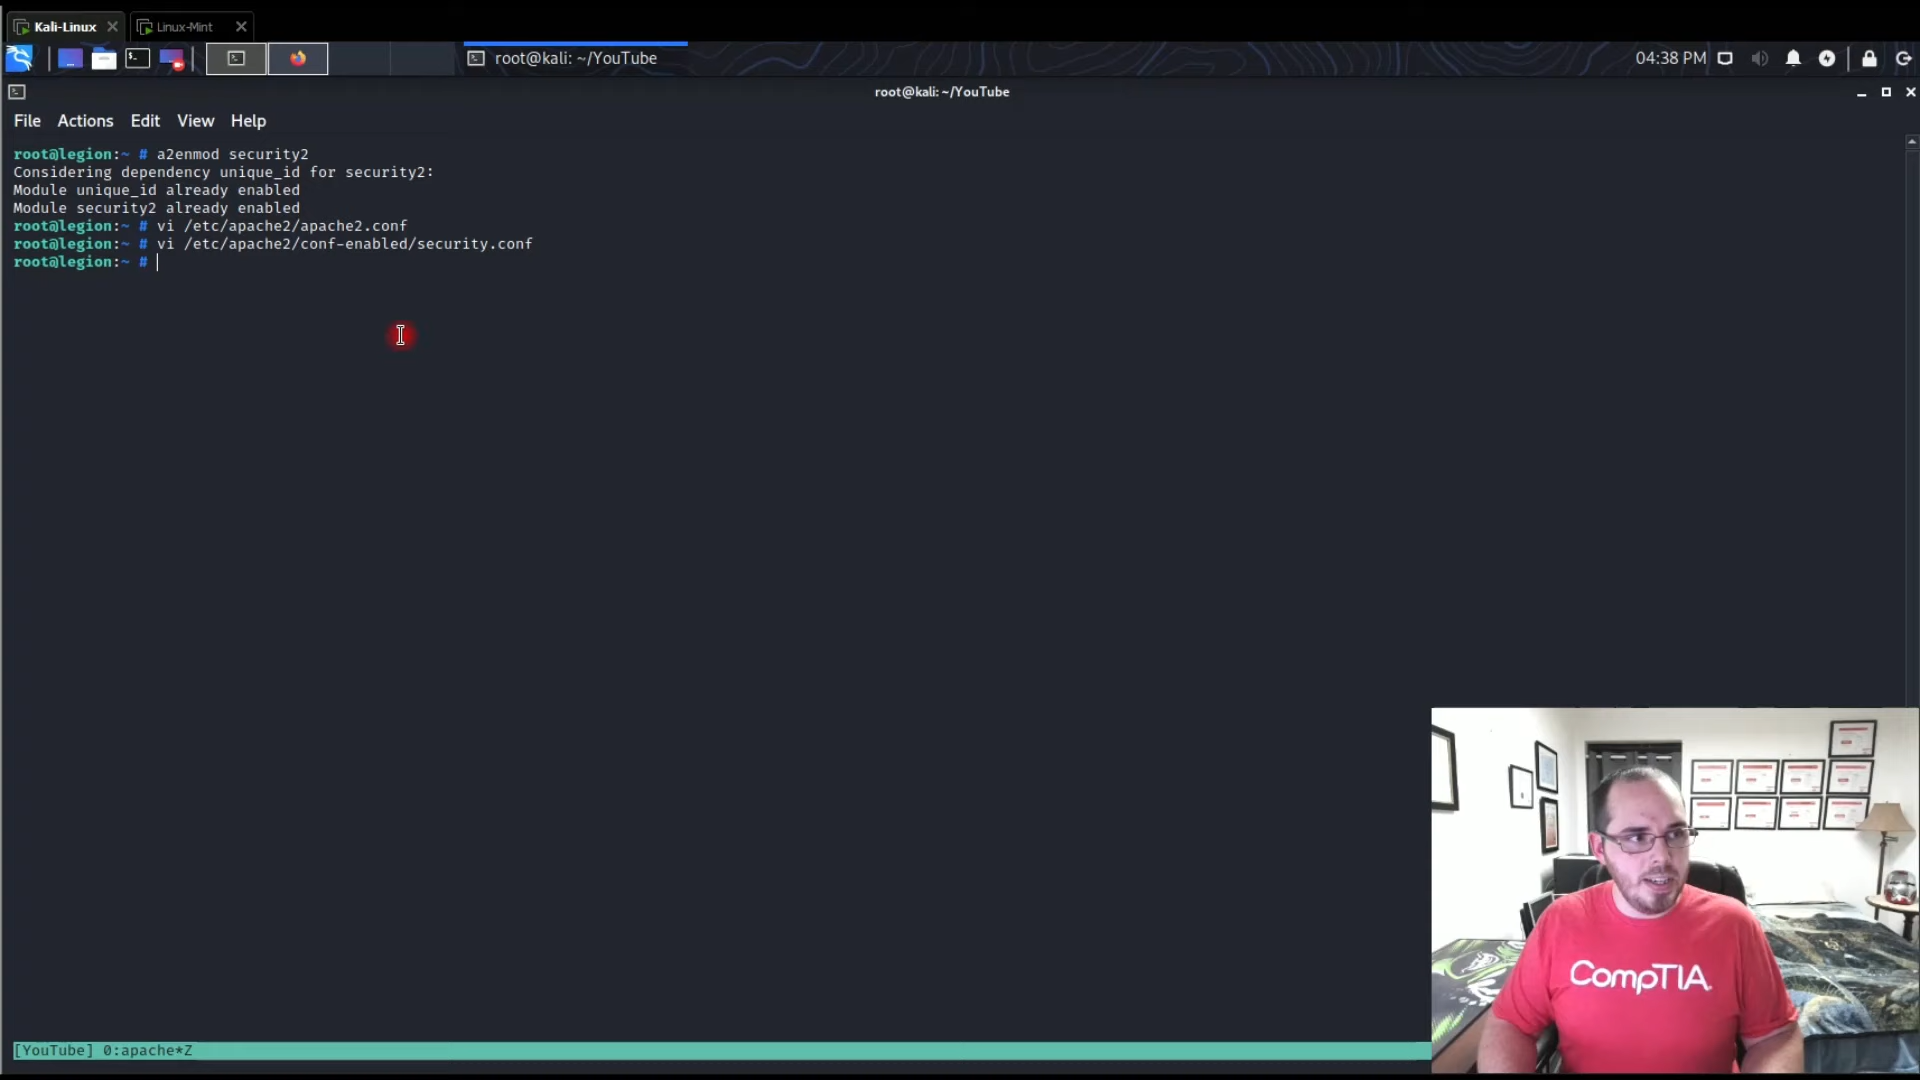 Kali-Linux
Linux-Mint
root@kali: ~/YouTube
04:38 PM
root@kali: ~/YouTube
File Actions Edit View Help
root@legion:~ # a2enmod security2
Considering dependency unique_id for security2:
Module unique_id already enabled
Module security2 already enabled
root@legion:~ # vi /etc/apache2/apache2.conf
root@legion:~ # vi /etc/apache2/conf-enabled/security.conf
root@legion:~ #
CompTIA
[YouTube] 0:apache*Z